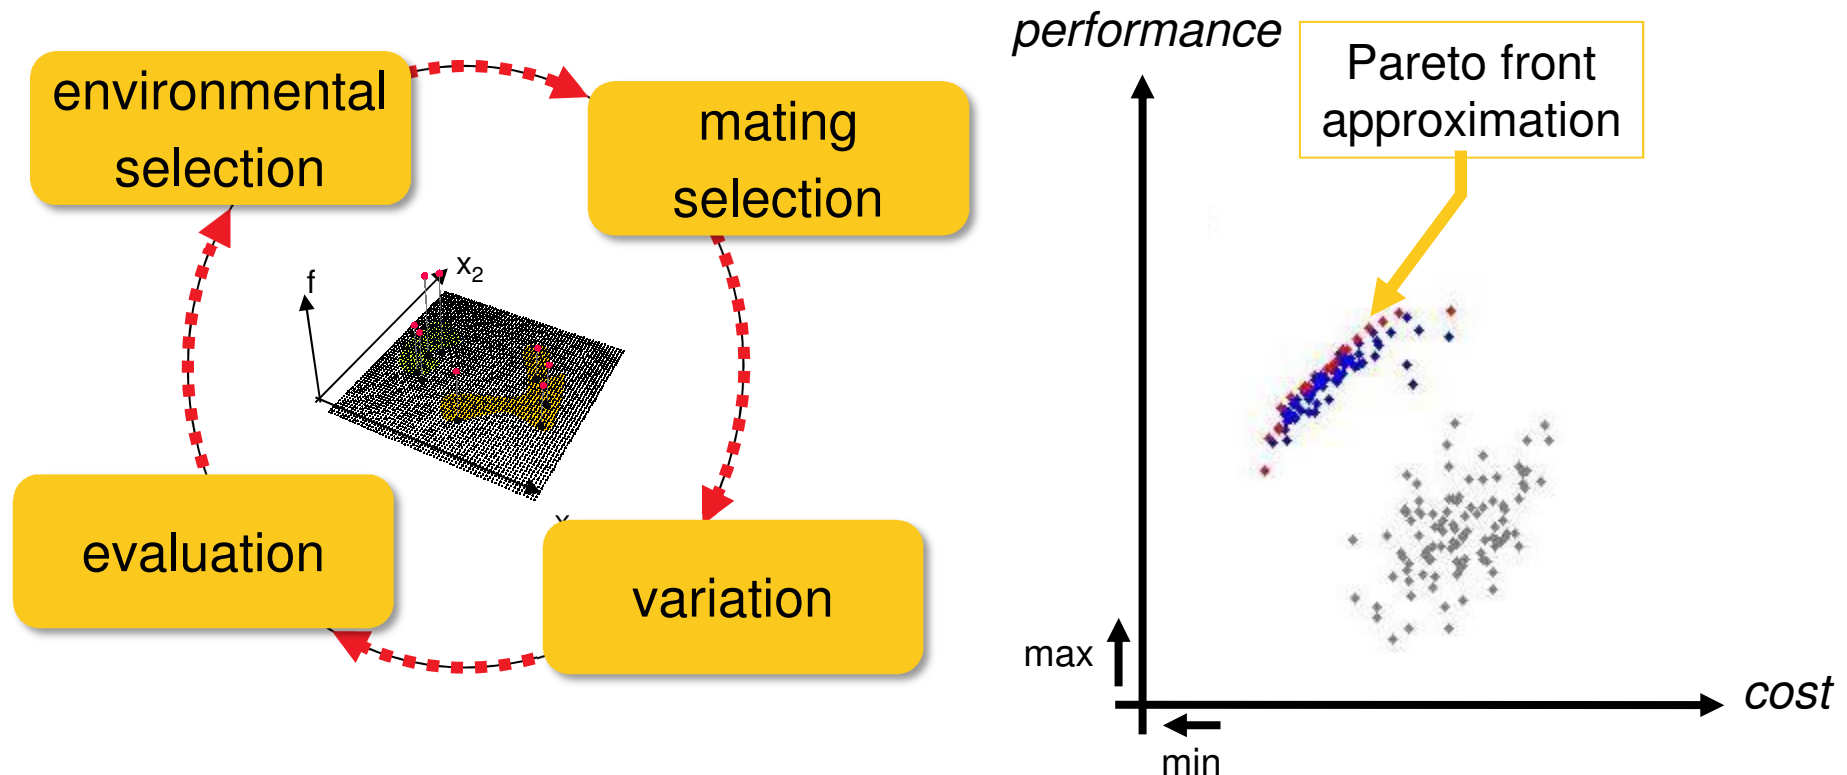 environmental
selection
mating
selection
f
x2
x
evaluation
variation
performance
Pareto front
approximation
max
cost
min